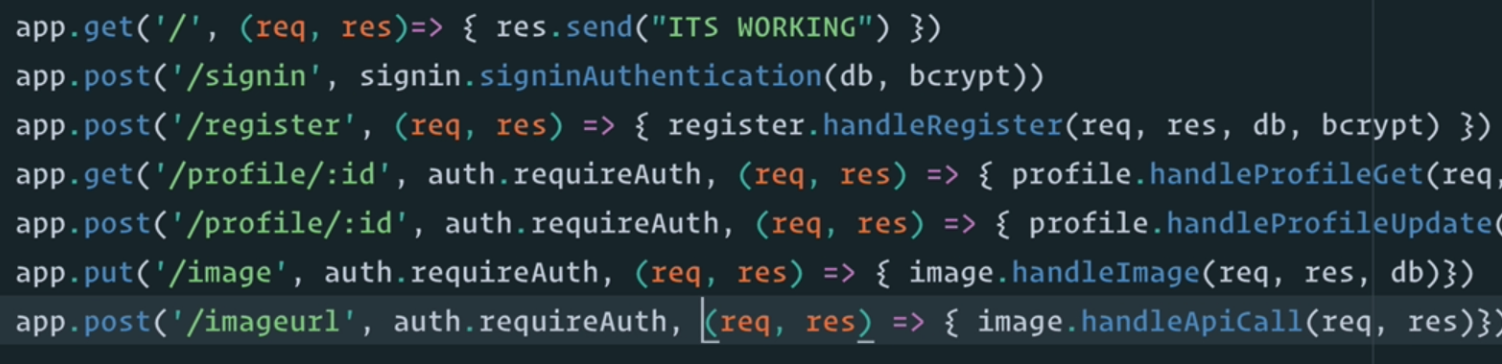 app.get('/', (req, res)=> { res.send("ITS WORKING") })
app.post('/signin', signin.signinAuthentication(db, bcrypt))
app.post('/register', (req, res) => { register.handleRegister(req, res, db, bcrypt) })
app.get('/profile/:id', auth.requireAuth, (req, res) => { profile.handleProfileGet(req,
app.post('/profile/:id', auth.requireAuth, (req, res) => { profile.handleProfileUpdate(
app.put('/image', auth.requireAuth, (req, res) => { image.handleImage(req, res, db)})
app.post('/imageurl', auth.requireAuth, (req, res) => { image.handleApiCall(req, res)})